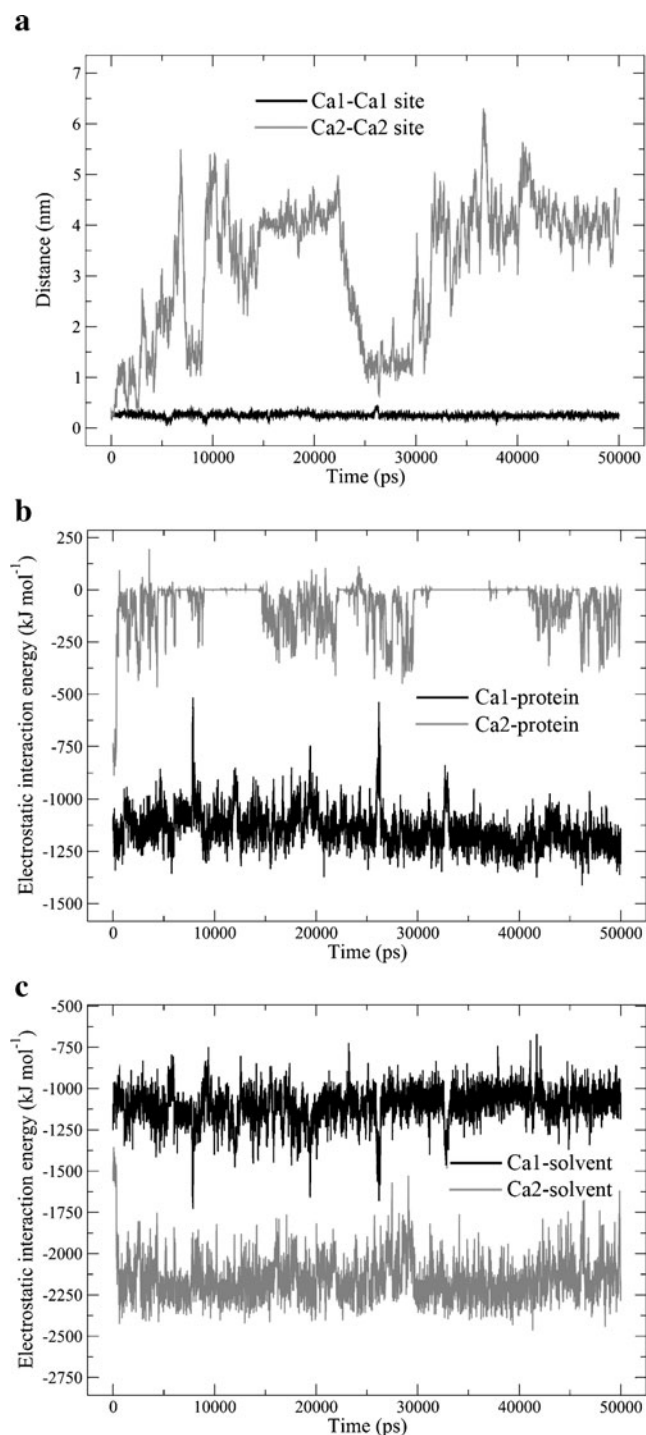 a
7
6
5
4
3
2
1
0
Distance (nm)
Ca1-Ca1 site
Ca2-Ca2 site
0 10000 20000 30000 40000 50000
Time (ps)
b
250
0
-250
-500
-750
-1000
-1250
-1500
Electrostatic interaction energy (kJ mol⁻¹)
Ca1-protein
Ca2-protein
0 10000 20000 30000 40000 50000
Time (ps)
c
-500
-750
-1000
-1250
-1500
-1750
-2000
-2250
-2500
-2750
Electrostatic interaction energy (kJ mol⁻¹)
Ca1-solvent
Ca2-solvent
0 10000 20000 30000 40000 50000
Time (ps)